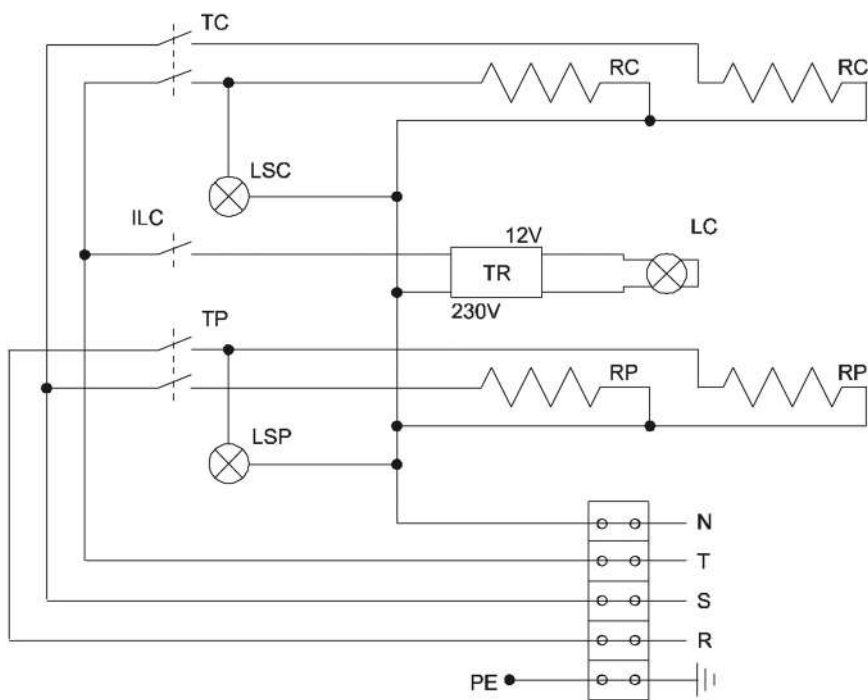 TC
RC RC
LSC
ILC
12V LC
TR
230V
TP
RP RP
LSP
N
T
S
R
PE